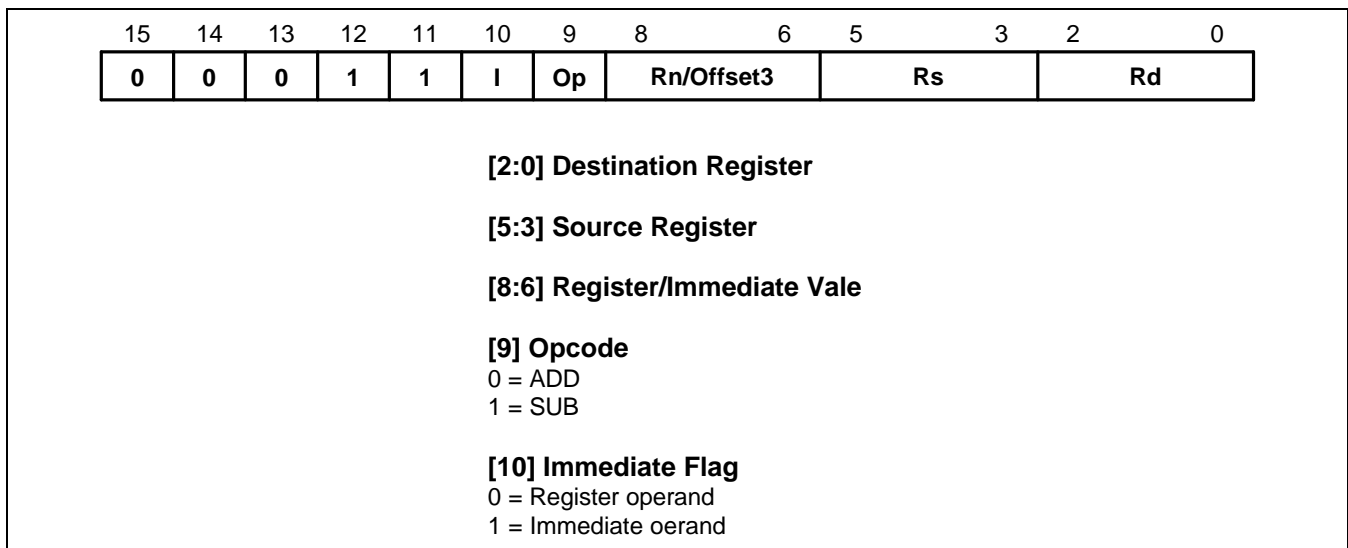 15 14 13 12 11 10 9 8 6 5 3 2 0
0 0 0 1 1 I Op Rn/Offset3 Rs Rd
[2:0] Destination Register
[5:3] Source Register
[8:6] Register/Immediate Vale
[9] Opcode
0 = ADD
1 = SUB
[10] Immediate Flag
0 = Register operand
1 = Immediate oerand